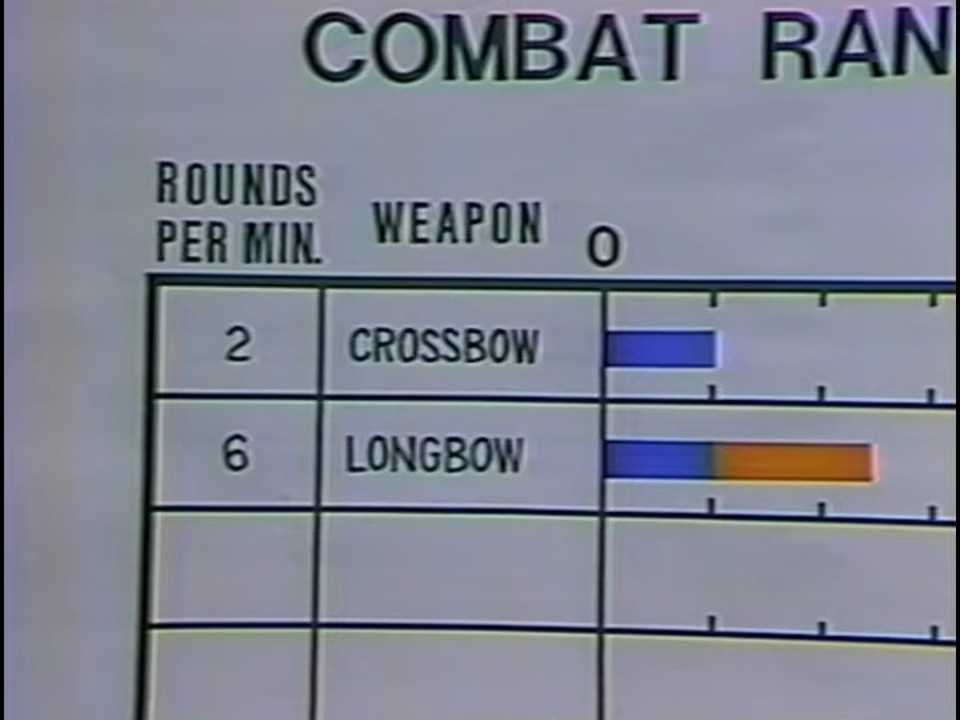 COMBAT RAN
ROUNDS
PER MIN.
WEAPON
0
2 CROSSBOW
6 LONGBOW